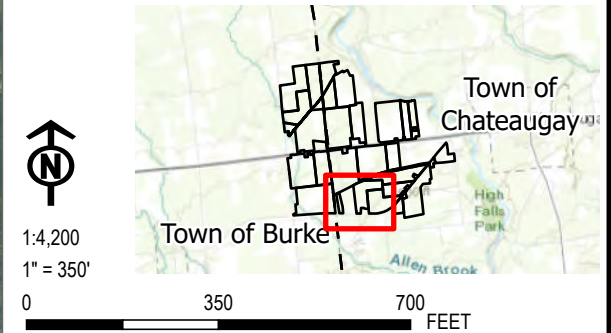 Town of
Chateaugay
High
Falls
Park
Town of Burke
Allen Brook
N
1:4,200
1" = 350'
0 350 700
FEET